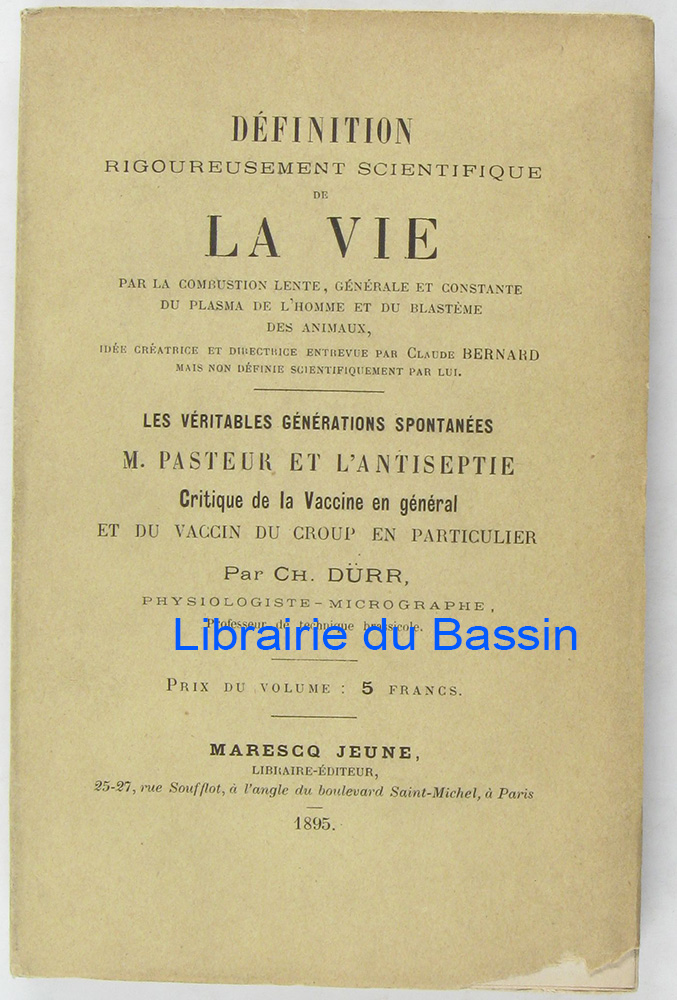 DÉFINITION
RIGOUREUSEMENT SCIENTIFIQUE
DE
LA VIE
PAR LA COMBUSTION LENTE, GÉNÉRALE ET CONSTANTE
DU PLASMA DE L'HOMME ET DU BLASTÈME
DES ANIMAUX,
IDÉE CRÉATRICE ET DIRECTRICE ENTREVUE PAR CLAUDE BERNARD
MAIS NON DÉFINIE SCIENTIFIQUEMENT PAR LUI.
LES VÉRITABLES GÉNÉRATIONS SPONTANÉES
M. PASTEUR ET L'ANTISEPTIE
Critique de la Vaccine en général
ET DU VACCIN DU CROUP EN PARTICULIER
Par CH. DÜRR,
PHYSIOLOGISTE-MICROGRAPHE,
Professeur de technique brassicole.
Librairie du Bassin
PRIX DU VOLUME : 5 FRANCS.
MARESCQ JEUNE,
LIBRAIRE-ÉDITEUR,
25-27, rue Soufflot, à l'angle du boulevard Saint-Michel, à Paris
1895.